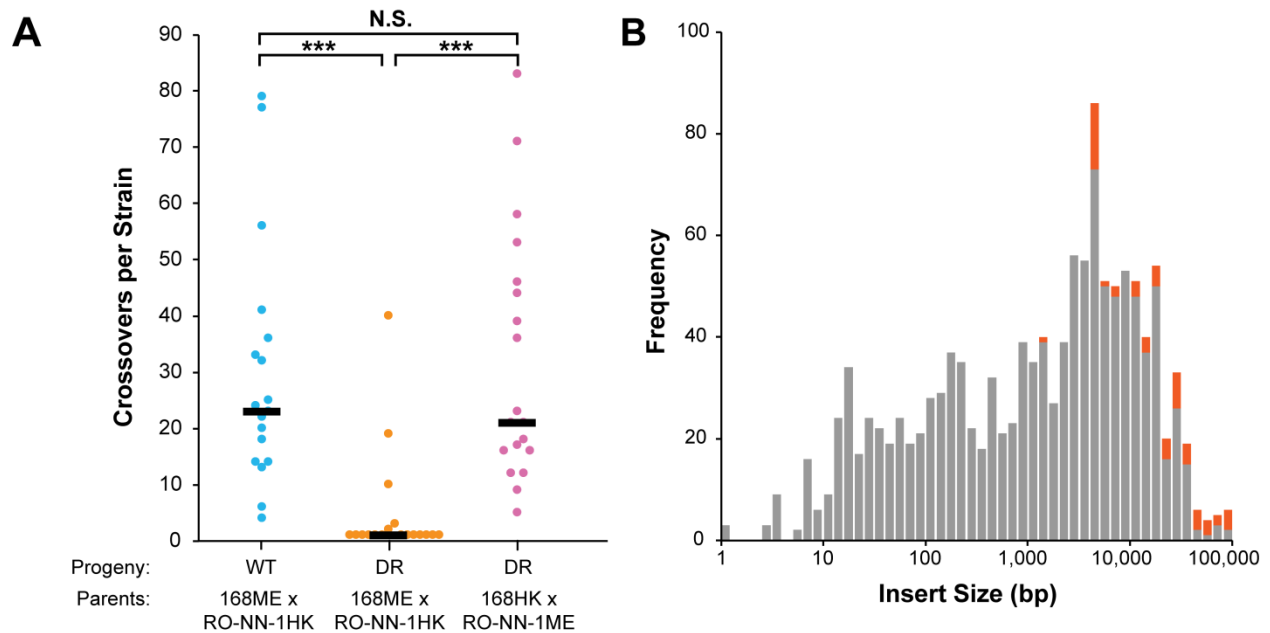 A
N.S.
***
***
90
80
70
60
50
40
30
20
10
0
Crossovers per Strain
Progeny: WT DR DR
Parents: 168ME x 168ME x 168HK x
RO-NN-1HK RO-NN-1HK RO-NN-1ME
B
100
80
60
40
20
0
Frequency
1 10 100 1,000 10,000 100,000
Insert Size (bp)